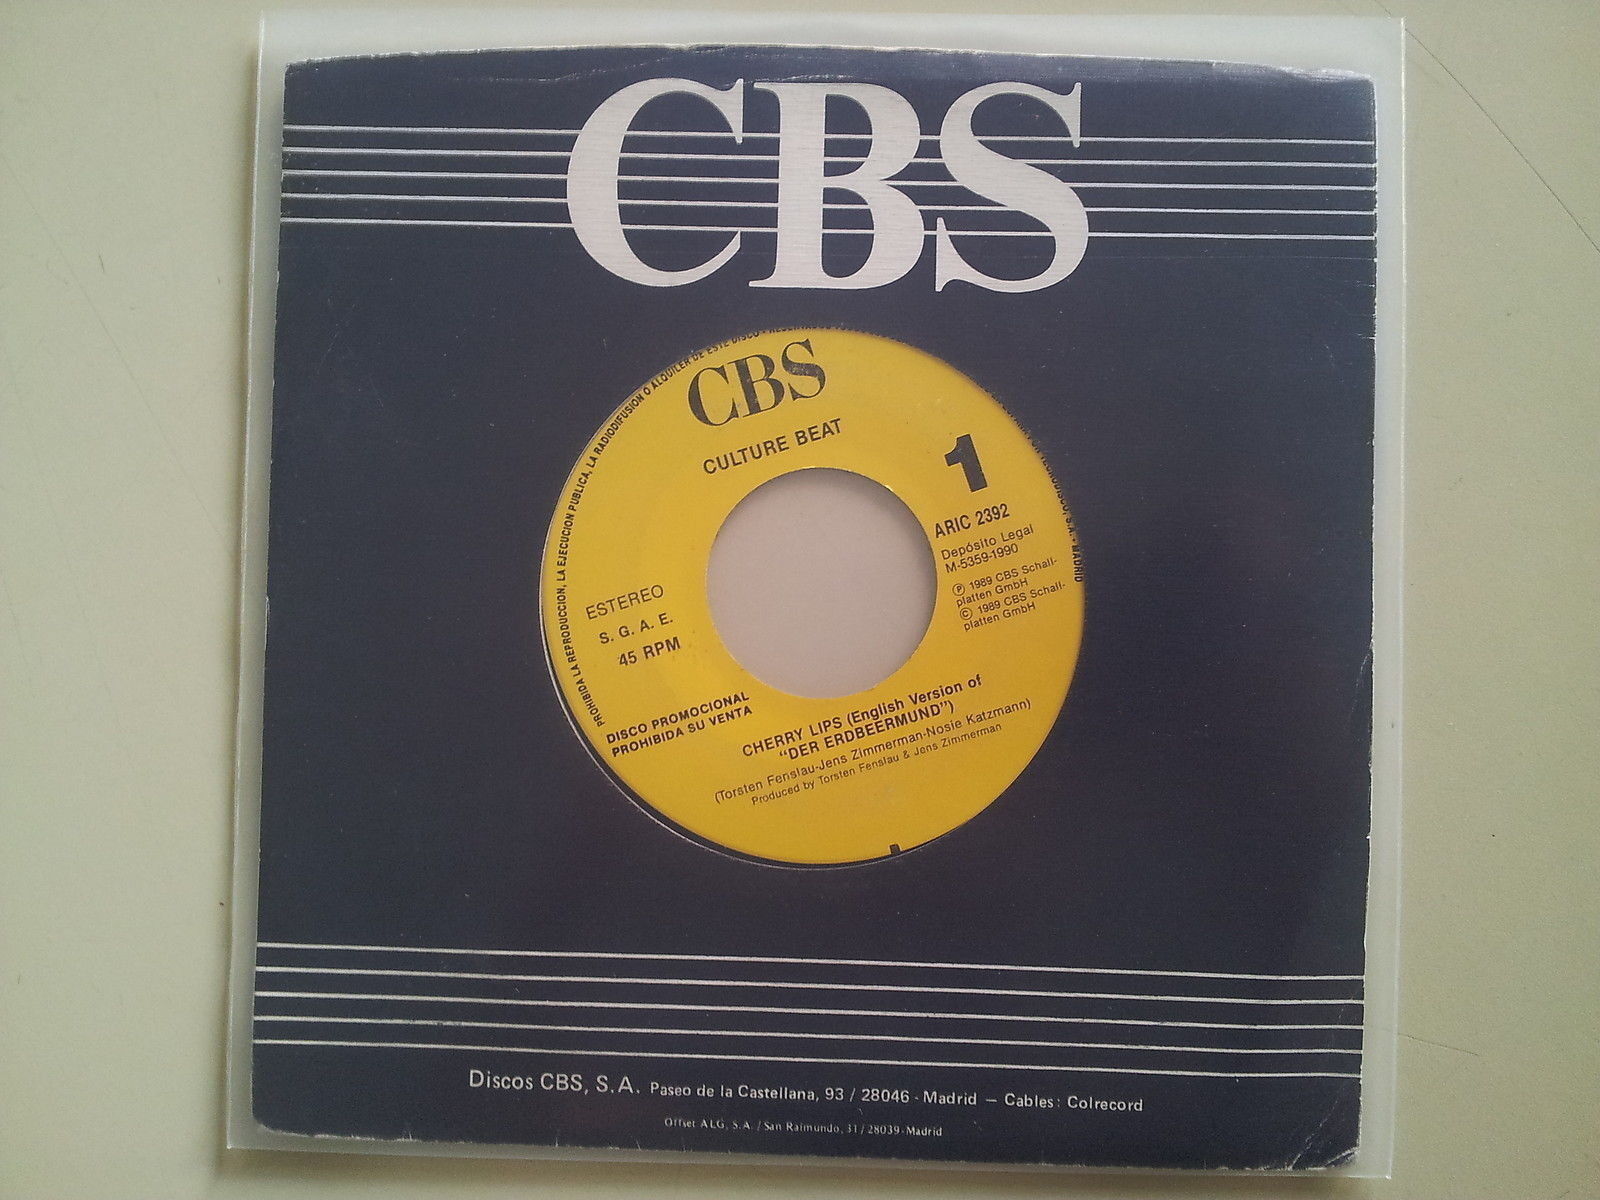 CBS
PROHIBIDA LA REPRODUCCION, LA EJECUCION PUBLICA, LA RADIODIFUSION O ALQUILER DE ESTE DISCO •
S.A. - MADRID
CBS
CULTURE BEAT
1
ARIC 2392
Depósito Legal
M-5359-1990
Ⓟ 1989 CBS Schall-
platten GmbH
© 1989 CBS Schall-
platten GmbH
ESTEREO
S. G. A. E.
45 RPM
DISCO PROMOCIONAL
PROHIBIDA SU VENTA
CHERRY LIPS (English Version of
"DER ERDBEERMUND")
(Torsten Fenslau-Jens Zimmerman-Nosie Katzmann)
Produced by Torsten Fenslau & Jens Zimmerman
Discos CBS, S.A. Paseo de la Castellana, 93 / 28046 - Madrid — Cables: Colrecord
Offset ALG, S.A. / San Raimundo, 31 / 28039-Madrid